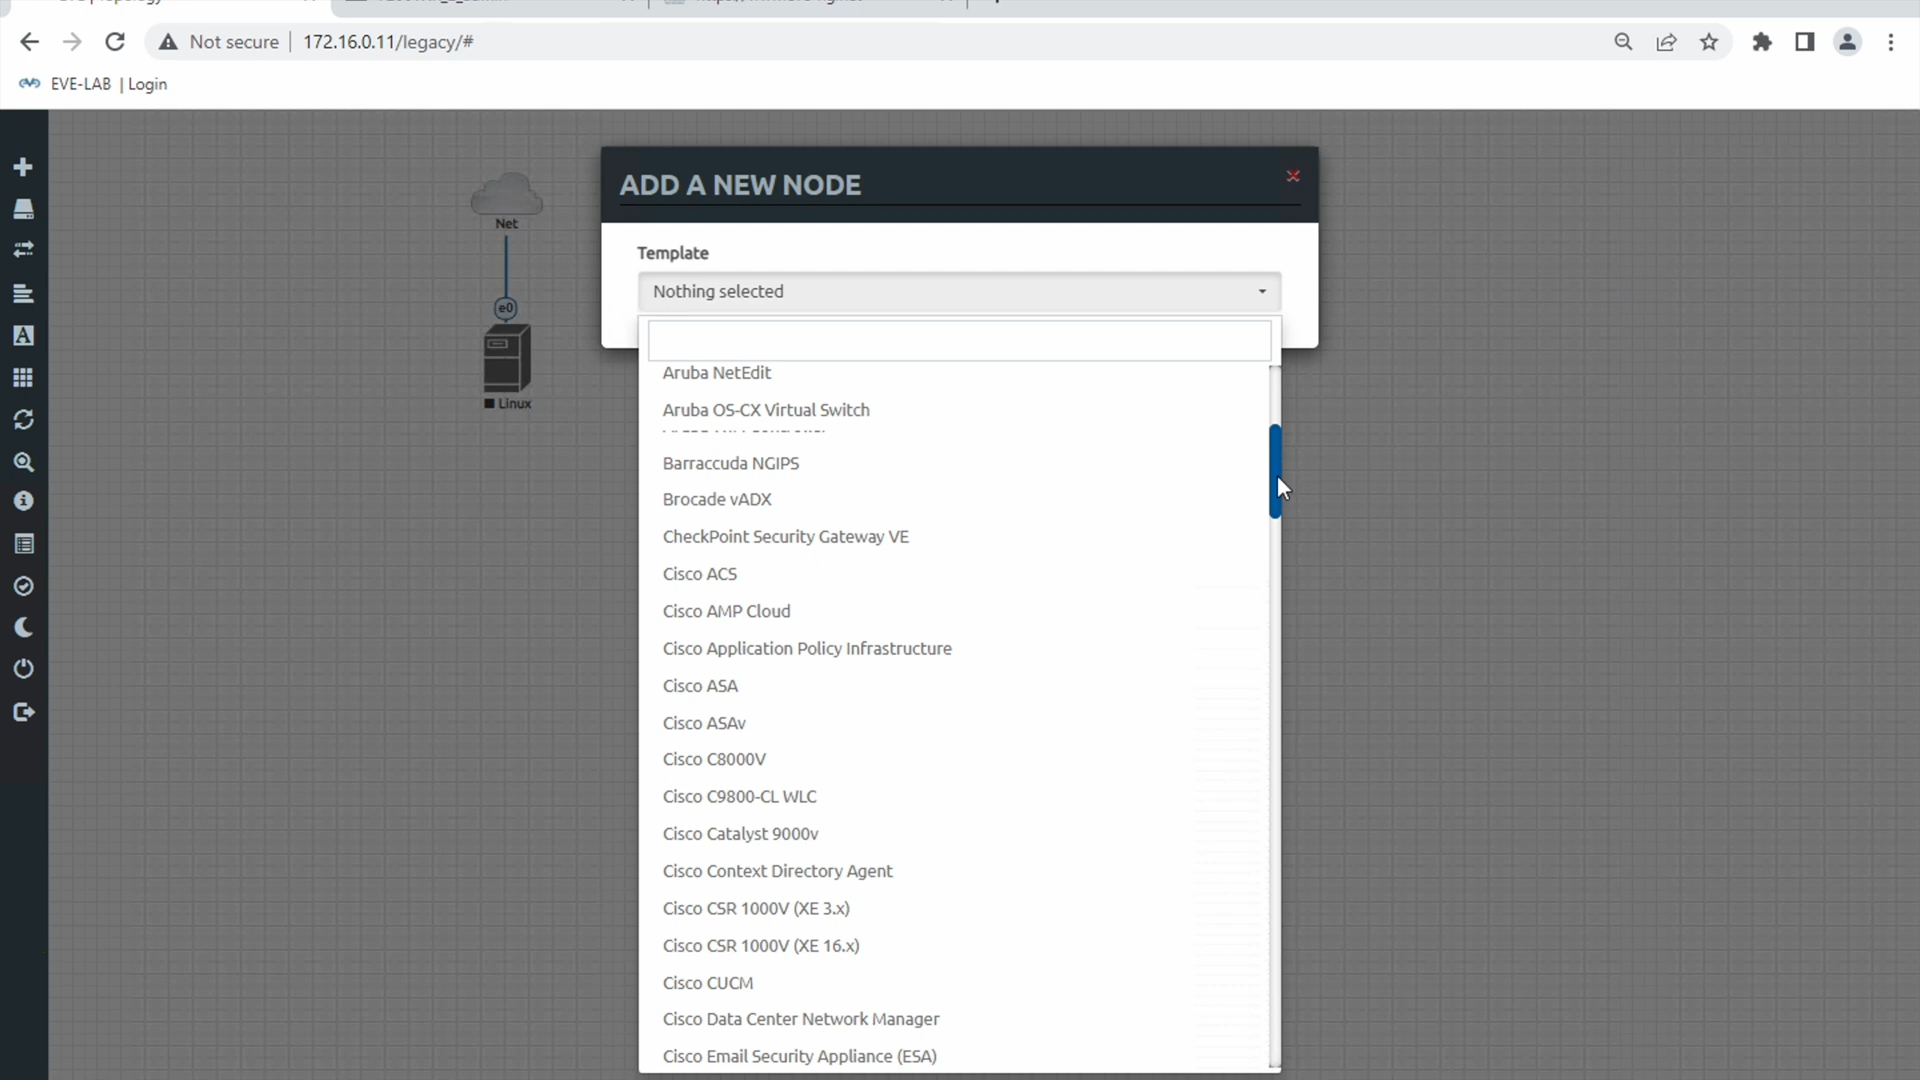 Not secure
172.16.0.11/legacy/#
EVE-LAB | Login
ADD A NEW NODE
Net
Template
Nothing selected
e0
Linux
Aruba NetEdit
Aruba OS-CX Virtual Switch
Barraccuda NGIPS
Brocade vADX
CheckPoint Security Gateway VE
Cisco ACS
Cisco AMP Cloud
Cisco Application Policy Infrastructure
Cisco ASA
Cisco ASAv
Cisco C8000V
Cisco C9800-CL WLC
Cisco Catalyst 9000v
Cisco Context Directory Agent
Cisco CSR 1000V (XE 3.x)
Cisco CSR 1000V (XE 16.x)
Cisco CUCM
Cisco Data Center Network Manager
Cisco Email Security Appliance (ESA)